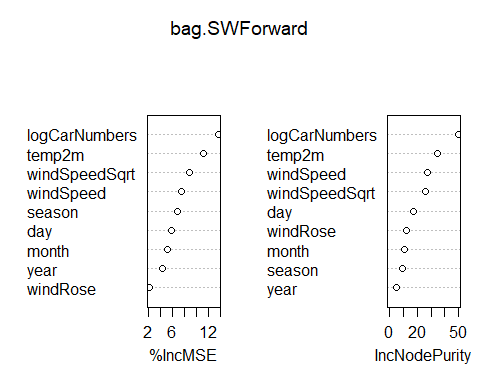 bag.SWForward
logCarNumbers
temp2m
windSpeedSqrt
windSpeed
season
day
month
year
windRose
2 6 12
%IncMSE
logCarNumbers
temp2m
windSpeed
windSpeedSqrt
day
windRose
month
season
year
0 20 50
IncNodePurity